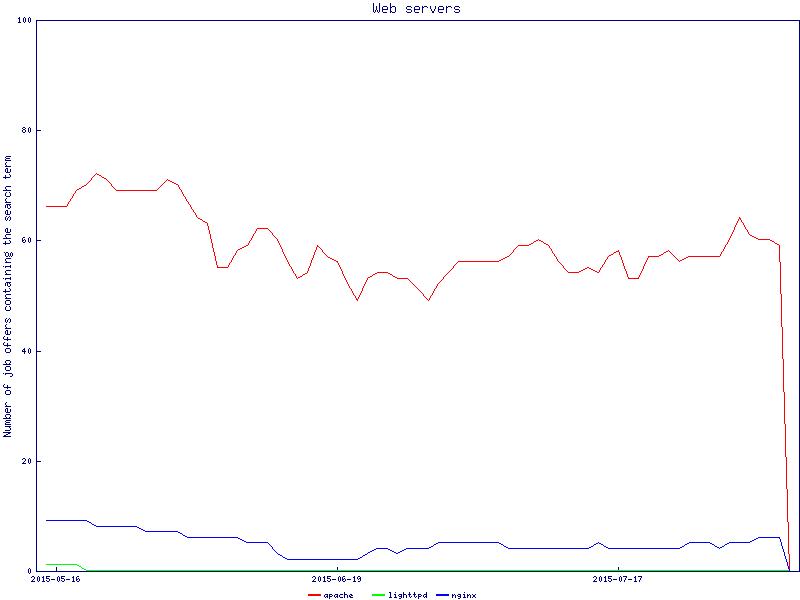 Web servers
100
80
60
40
20
0
Number of job offers containing the search term
2015-05-16 2015-06-19 2015-07-17
apache lighttpd nginx